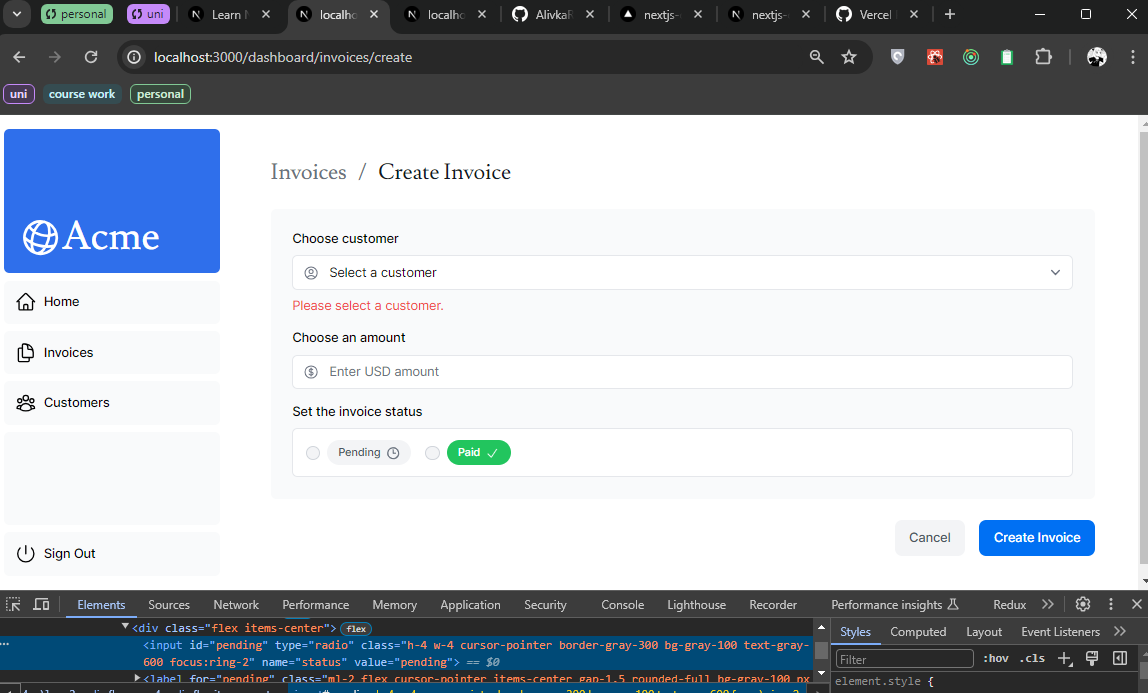 personal uni Learn localho localho AlivkaF nextjs- nextjs- Vercel
localhost:3000/dashboard/invoices/create
uni course work personal
Acme
Home
Invoices
Customers
Sign Out
Invoices / Create Invoice
Choose customer
Select a customer
Please select a customer.
Choose an amount
Enter USD amount
Set the invoice status
Pending Paid
Cancel Create Invoice
Elements Sources Network Performance Memory Application Security Console Lighthouse Recorder Performance insights Redux
<div class="flex items-center"> flex
<input id="pending" type="radio" class="h-4 w-4 cursor-pointer border-gray-300 bg-gray-100 text-gray-
600 focus:ring-2" name="status" value="pending"> == $0
<label for="pending" class="ml-2 flex cursor-pointer items-center gap-1.5 rounded-full bg-gray-100 px
Styles Computed Layout Event Listeners
Filter :hov .cls
element.style {